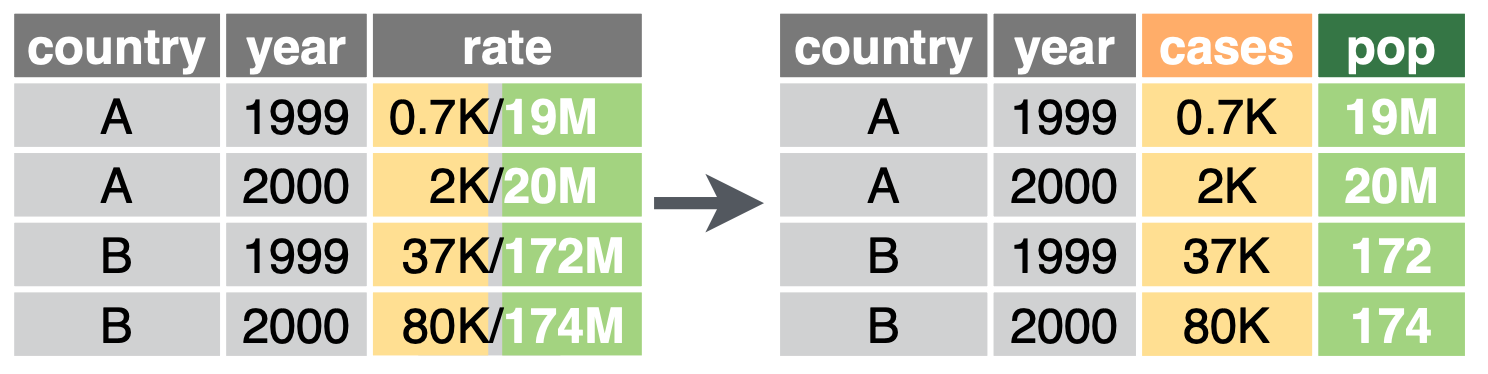 country year rate country year cases pop
A 1999 0.7K/19M A 1999 0.7K 19M
A 2000 2K/20M A 2000 2K 20M
B 1999 37K/172M B 1999 37K 172
B 2000 80K/174M B 2000 80K 174